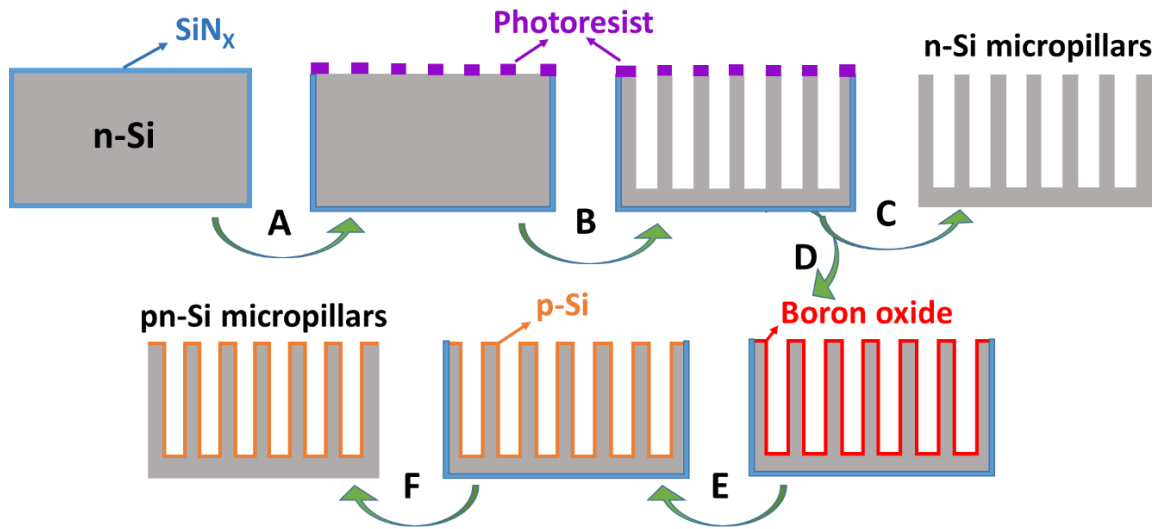 SiNX
Photoresist
n-Si micropillars
n-Si
A
B
C
D
pn-Si micropillars
p-Si
Boron oxide
F
E